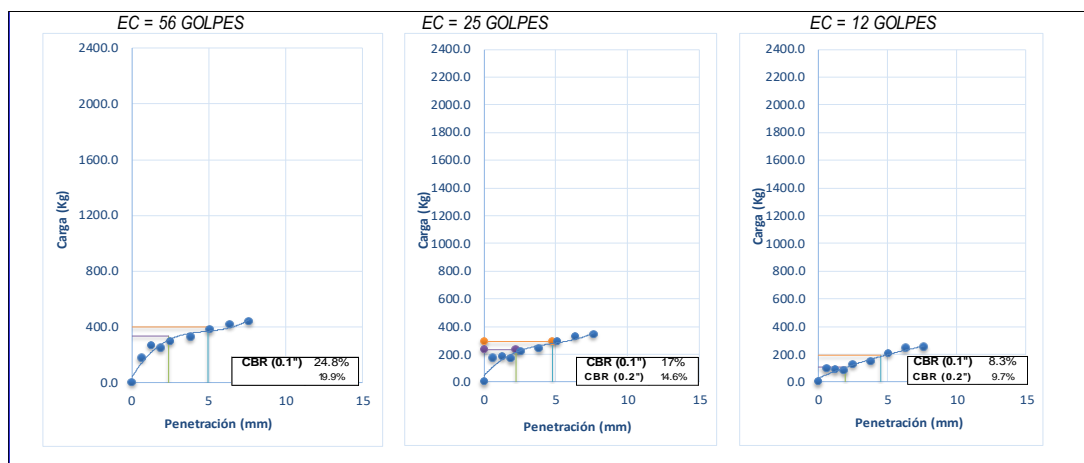 EC = 56 GOLPES
2400.0
2000.0
1600.0
1200.0
800.0
400.0
0.0
Carga (Kg)
0 5 10 15
Penetración (mm)
CBR (0.1") 24.8%
19.9%
EC = 25 GOLPES
2400.0
2200.0
2000.0
1800.0
1600.0
1400.0
1200.0
1000.0
800.0
600.0
400.0
200.0
0.0
Carga (Kg)
0 5 10 15
Penetración (mm)
CBR (0.1") 17%
CBR (0.2") 14.6%
EC = 12 GOLPES
2400.0
2200.0
2000.0
1800.0
1600.0
1400.0
1200.0
1000.0
800.0
600.0
400.0
200.0
0.0
Carga (Kg)
0 5 10 15
Penetración (mm)
CBR (0.1") 8.3%
CBR (0.2") 9.7%